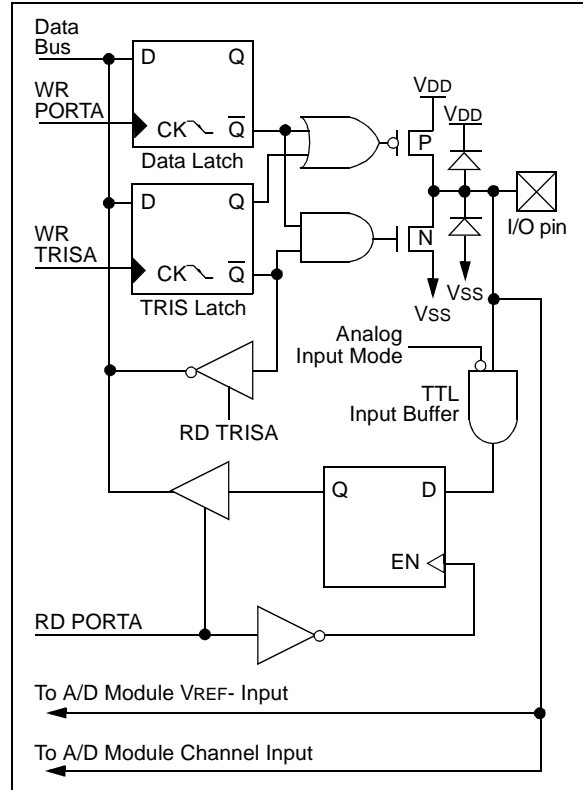 Data
Bus
D Q
VDD
WR
PORTA
VDD
CK Q
P
Data Latch
D Q
I/O pin
WR
TRISA
N
CK Q
VSS
TRIS Latch
VSS
Analog
Input Mode
TTL
Input Buffer
RD TRISA
Q D
EN
RD PORTA
To A/D Module VREF- Input
To A/D Module Channel Input